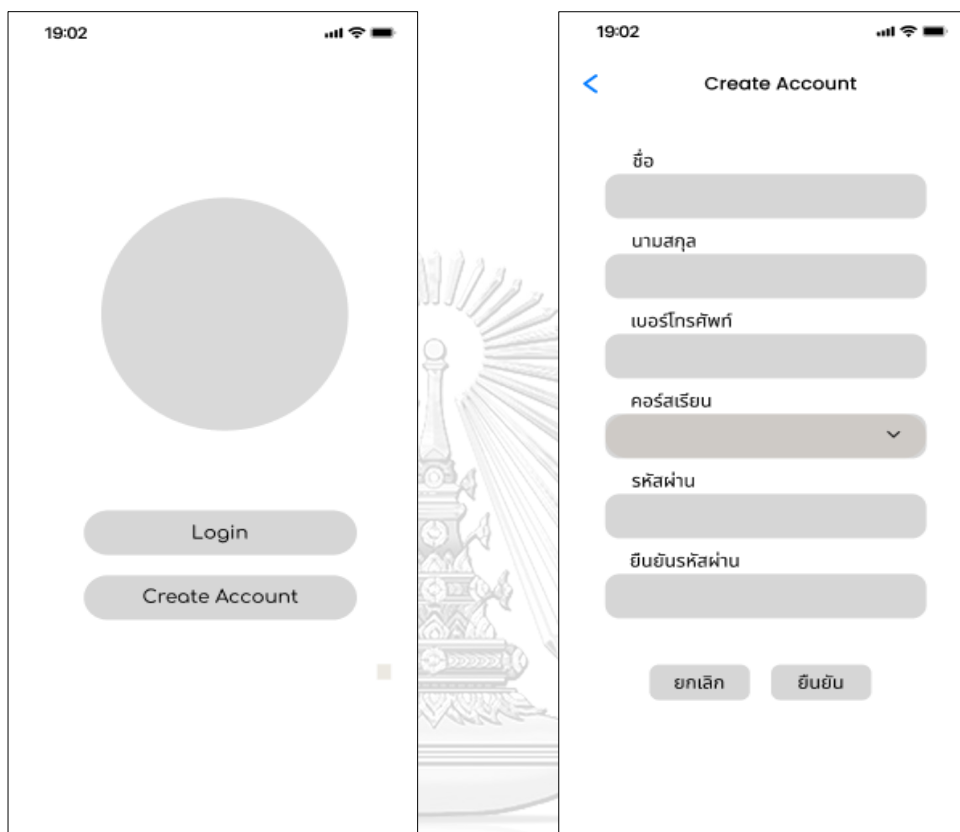 19:02
Login
Create Account
19:02
Create Account
ชื่อ
นามสกุล
เบอร์โทรศัพท์
คอร์สเรียน
รหัสผ่าน
ยืนยันรหัสผ่าน
ยกเลิก ยืนยัน